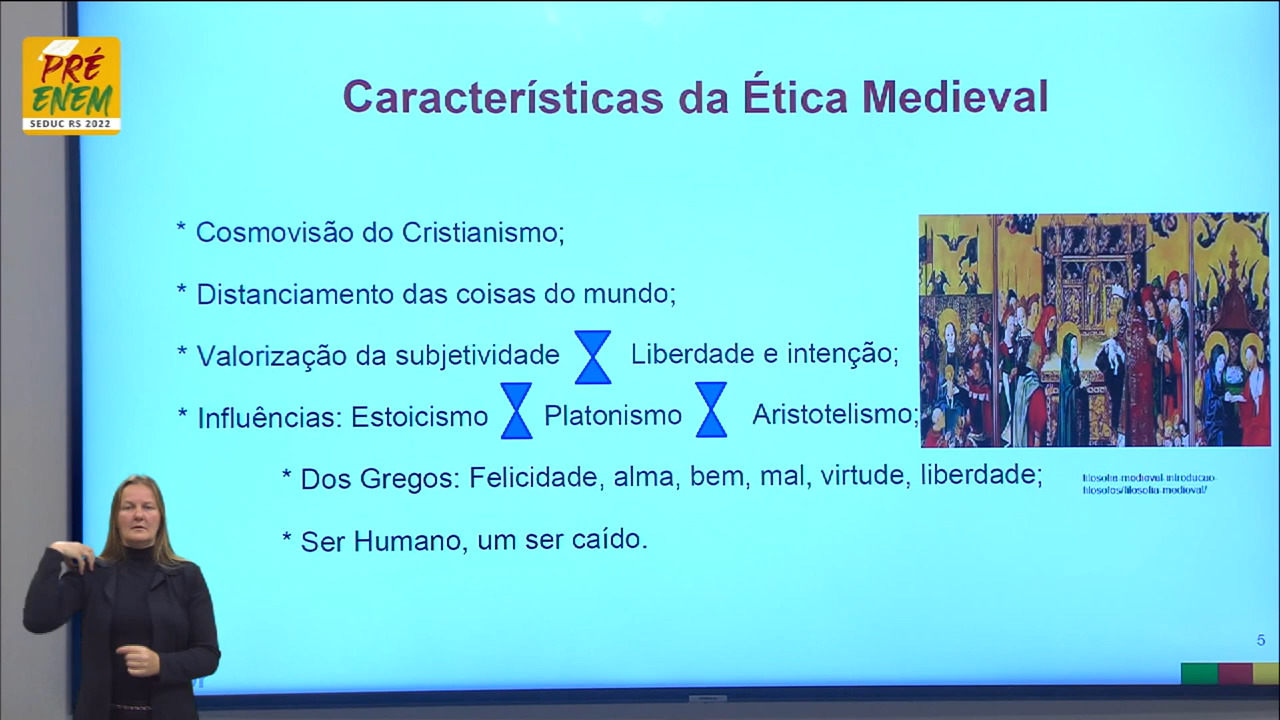 PRÉ
ENEM
SEDUC RS 2022
Características da Ética Medieval
* Cosmovisão do Cristianismo;
* Distanciamento das coisas do mundo;
* Valorização da subjetividade Liberdade e intenção;
* Influências: Estoicismo Platonismo Aristotelismo;
* Dos Gregos: Felicidade, alma, bem, mal, virtude, liberdade;
filosofia-medieval-introducao-
filosofos/filosofia-medieval/
* Ser Humano, um ser caído.
5